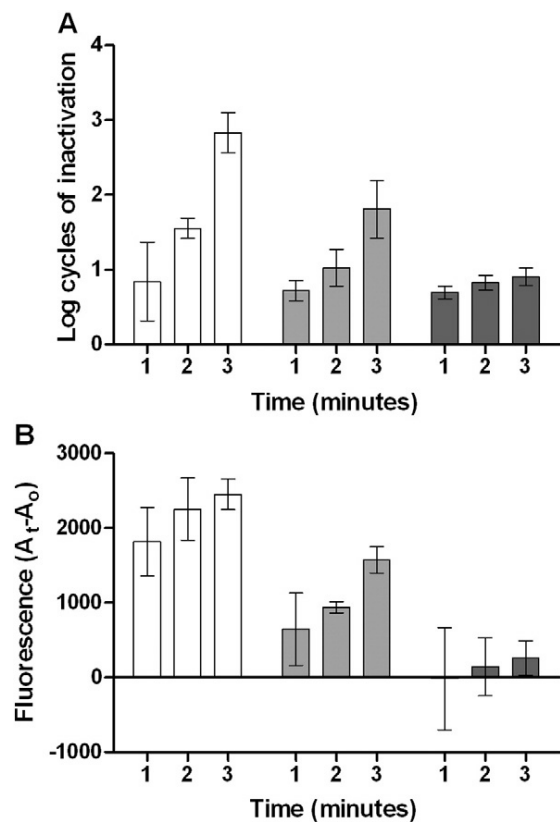 A
Log cycles of inactivation
4
3
2
1
0
1 2 3 1 2 3 1 2 3
Time (minutes)
B
Fluorescence (At-Ao)
3000
2000
1000
0
-1000
1 2 3 1 2 3 1 2 3
Time (minutes)